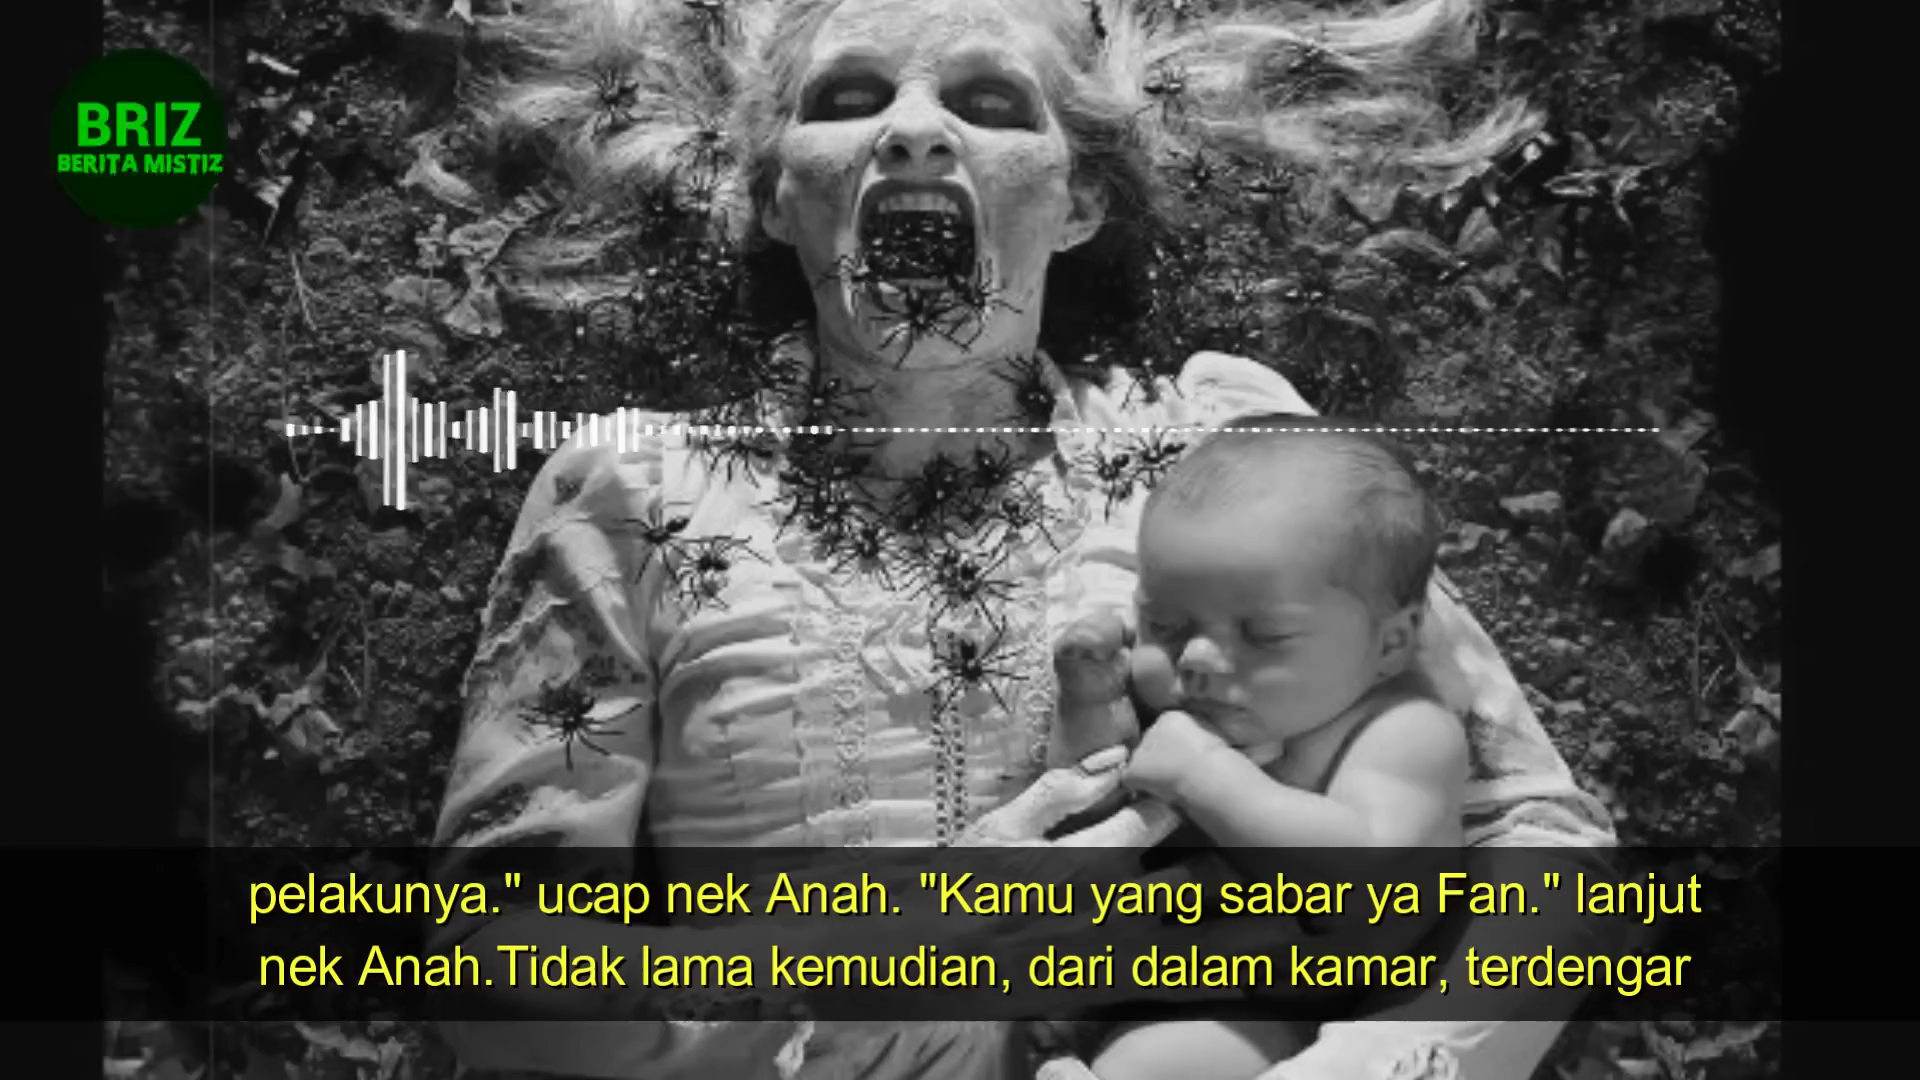 BRIZ
BERITA MISTIZ
pelakunya." ucap nek Anah. "Kamu yang sabar ya Fan." lanjut
nek Anah.Tidak lama kemudian, dari dalam kamar, terdengar